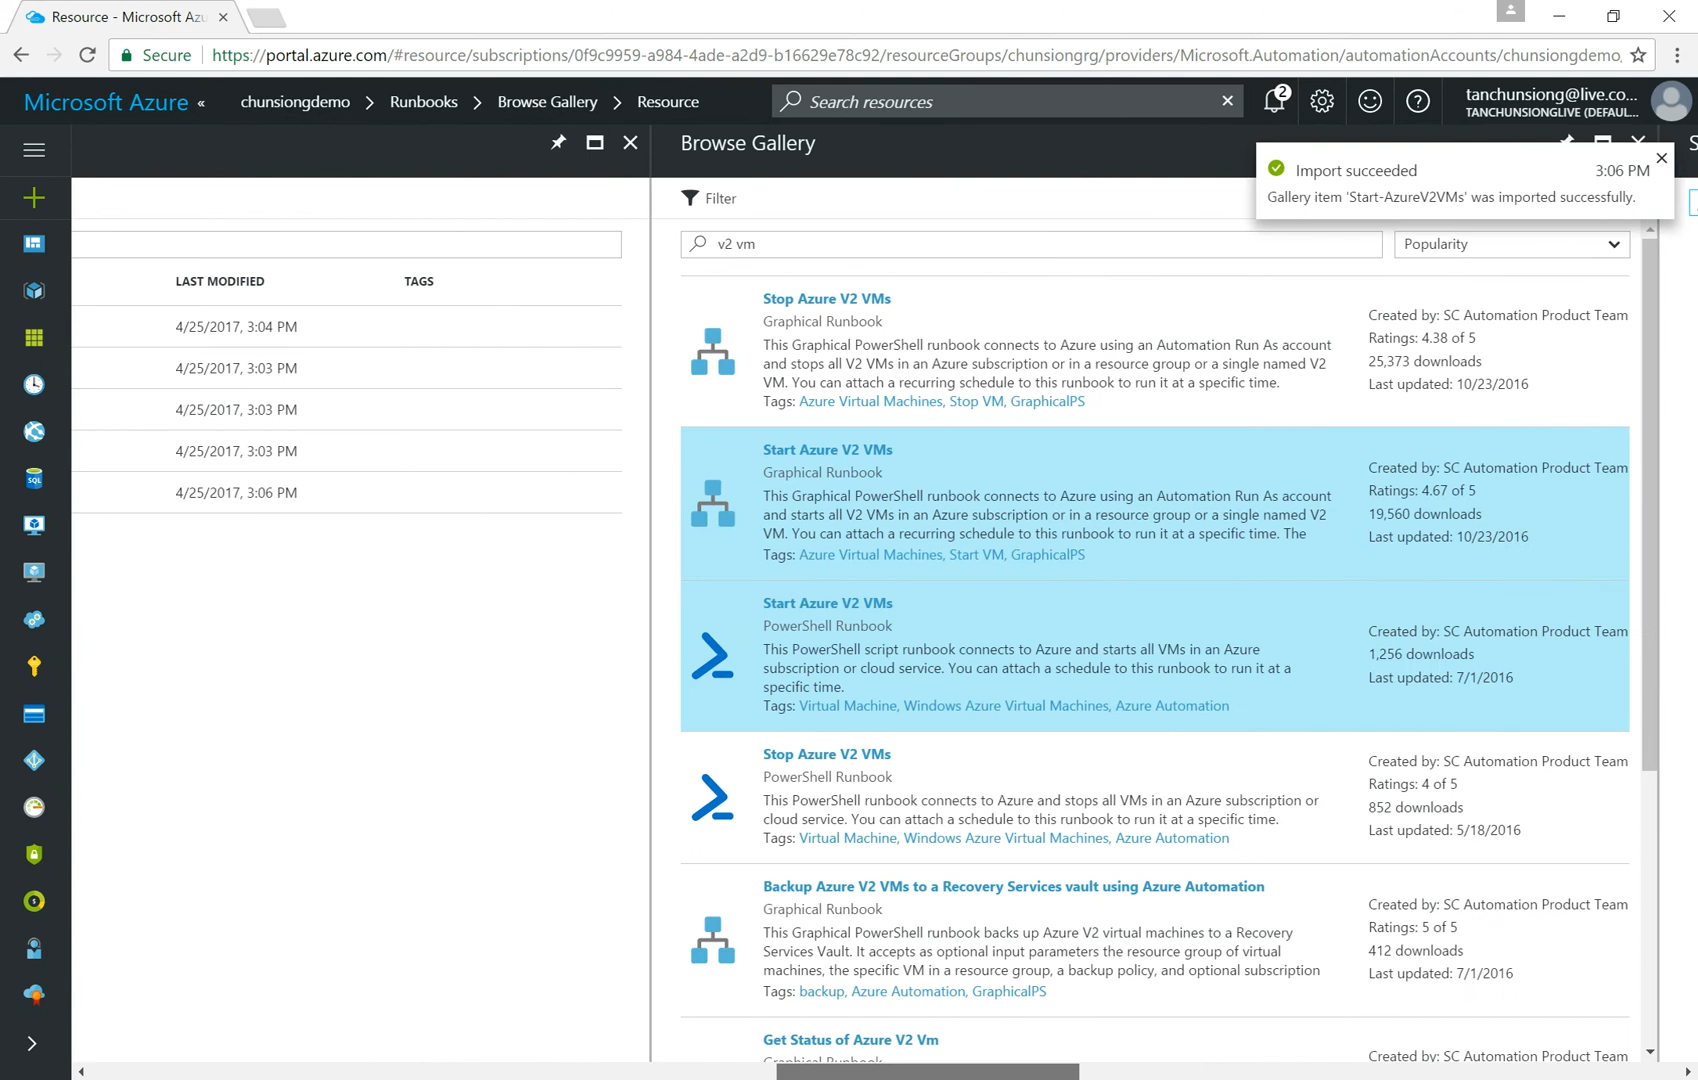 Resource - Microsoft Azu
Secure
https://portal.azure.com/#resource/subscriptions/0f9c9959-a984-4ade-a2d9-b16629e78c92/resourceGroups/chunsiongrg/providers/Microsoft.Automation/automationAccounts/chunsiongdemo,
Microsoft Azure «
chunsiongdemo > Runbooks > Browse Gallery > Resource
Search resources
2
tanchunsiong@live.co...
TANCHUNSIONGLIVE (DEFAUL...
Browse Gallery
Import succeeded 3:06 PM
Gallery item 'Start-AzureV2VMs' was imported successfully.
Filter
v2 vm
Popularity
LAST MODIFIED TAGS
4/25/2017, 3:04 PM
4/25/2017, 3:03 PM
4/25/2017, 3:03 PM
4/25/2017, 3:03 PM
4/25/2017, 3:06 PM
SQL
Stop Azure V2 VMs
Graphical Runbook
This Graphical PowerShell runbook connects to Azure using an Automation Run As account
and stops all V2 VMs in an Azure subscription or in a resource group or a single named V2
VM. You can attach a recurring schedule to this runbook to run it at a specific time.
Tags: Azure Virtual Machines, Stop VM, GraphicalPS
Created by: SC Automation Product Team
Ratings: 4.38 of 5
25,373 downloads
Last updated: 10/23/2016
Start Azure V2 VMs
Graphical Runbook
This Graphical PowerShell runbook connects to Azure using an Automation Run As account
and starts all V2 VMs in an Azure subscription or in a resource group or a single named V2
VM. You can attach a recurring schedule to this runbook to run it at a specific time. The
Tags: Azure Virtual Machines, Start VM, GraphicalPS
Created by: SC Automation Product Team
Ratings: 4.67 of 5
19,560 downloads
Last updated: 10/23/2016
Start Azure V2 VMs
PowerShell Runbook
This PowerShell script runbook connects to Azure and starts all VMs in an Azure
subscription or cloud service. You can attach a schedule to this runbook to run it at a
specific time.
Tags: Virtual Machine, Windows Azure Virtual Machines, Azure Automation
Created by: SC Automation Product Team
1,256 downloads
Last updated: 7/1/2016
Stop Azure V2 VMs
PowerShell Runbook
This PowerShell runbook connects to Azure and stops all VMs in an Azure subscription or
cloud service. You can attach a schedule to this runbook to run it at a specific time.
Tags: Virtual Machine, Windows Azure Virtual Machines, Azure Automation
Created by: SC Automation Product Team
Ratings: 4 of 5
852 downloads
Last updated: 5/18/2016
Backup Azure V2 VMs to a Recovery Services vault using Azure Automation
Graphical Runbook
This Graphical PowerShell runbook backs up Azure V2 virtual machines to a Recovery
Services Vault. It accepts as optional input parameters the resource group of virtual
machines, the specific VM in a resource group, a backup policy, and optional subscription
Tags: backup, Azure Automation, GraphicalPS
Created by: SC Automation Product Team
Ratings: 5 of 5
412 downloads
Last updated: 7/1/2016
Get Status of Azure V2 Vm
Graphical Runbook
Created by: SC Automation Product Team